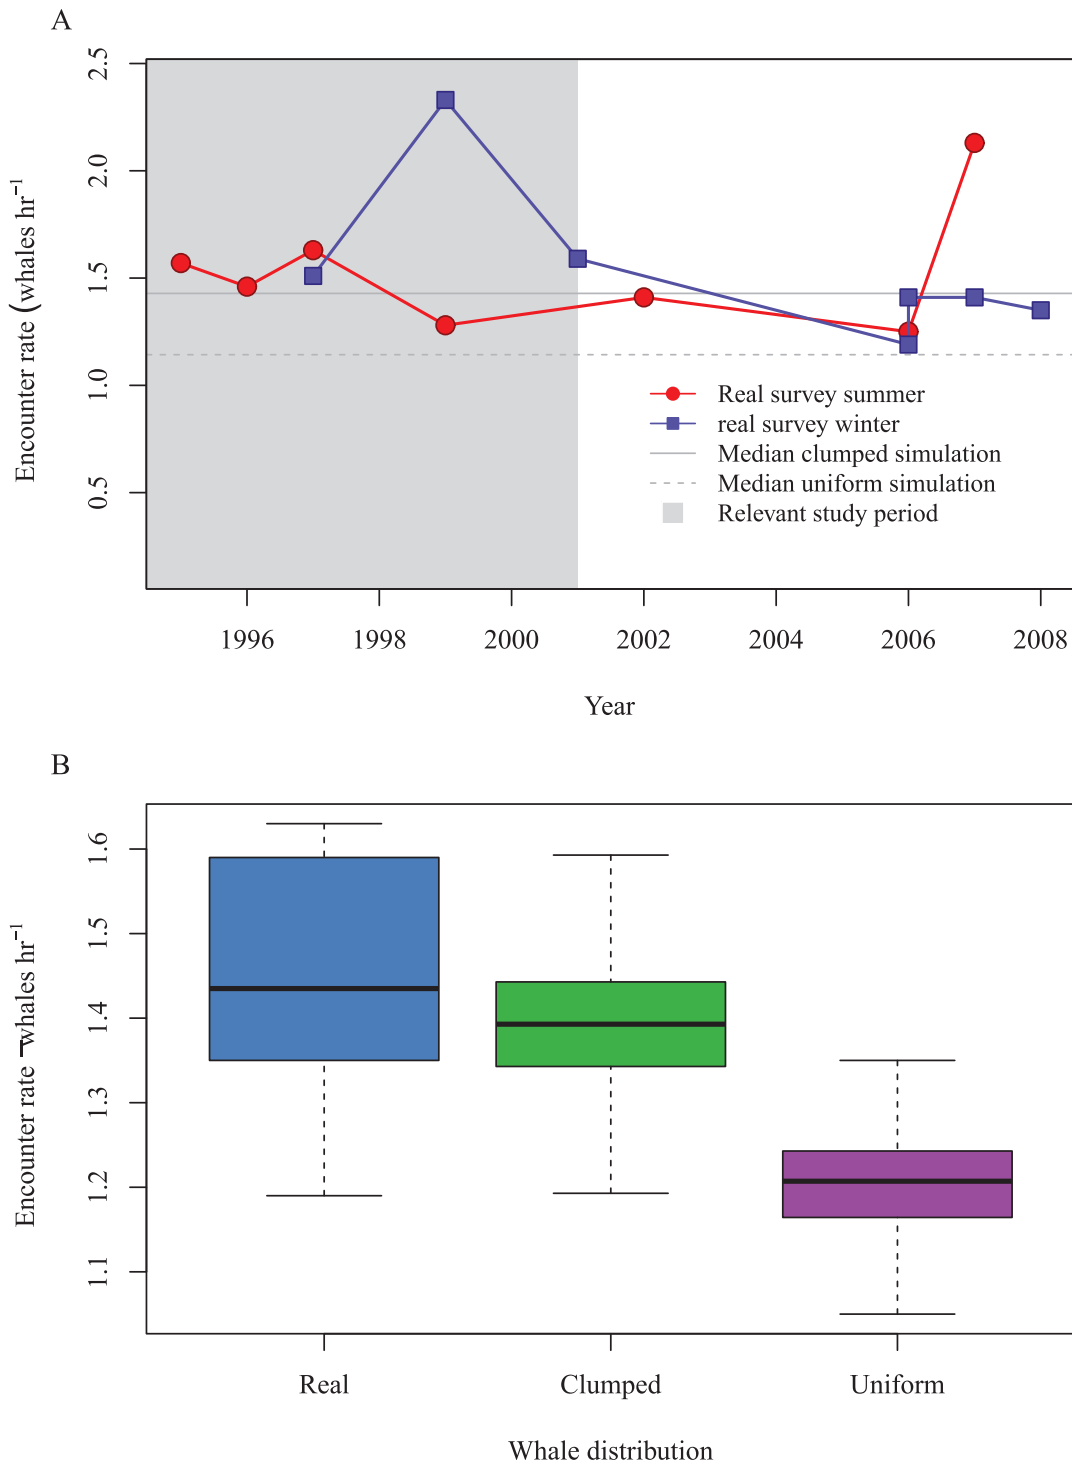 A
Encounter rate (whales hr⁻¹
2.5
2.0
1.5
1.0
0.5
Real survey summer
real survey winter
Median clumped simulation
Median uniform simulation
Relevant study period
1996 1998 2000 2002 2004 2006 2008
Year
B
Encounter rate ¬whales hr⁻¹
1.6
1.5
1.4
1.3
1.2
1.1
Real Clumped Uniform
Whale distribution